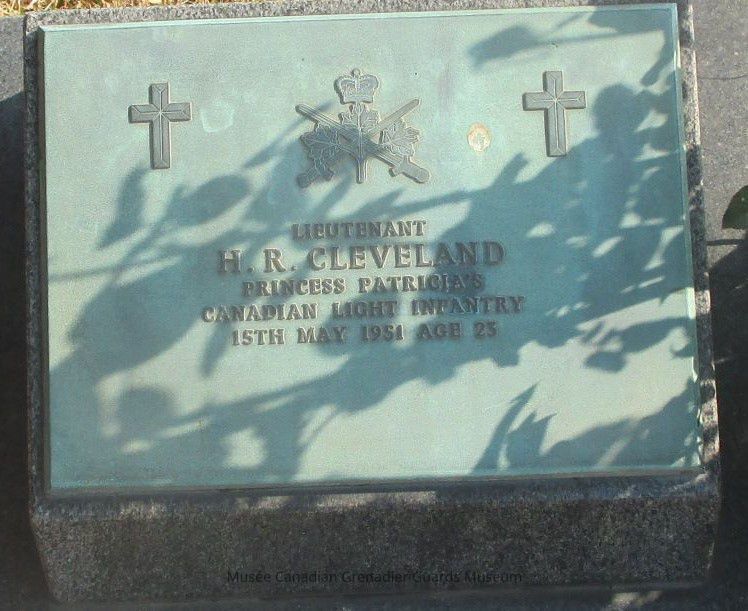 LIEUTENANT
H. R. CLEVELAND
PRINCESS PATRICIA'S
CANADIAN LIGHT INFANTRY
15TH MAY 1951 AGE 23
Musée Canadian Grenadier Guards Museum